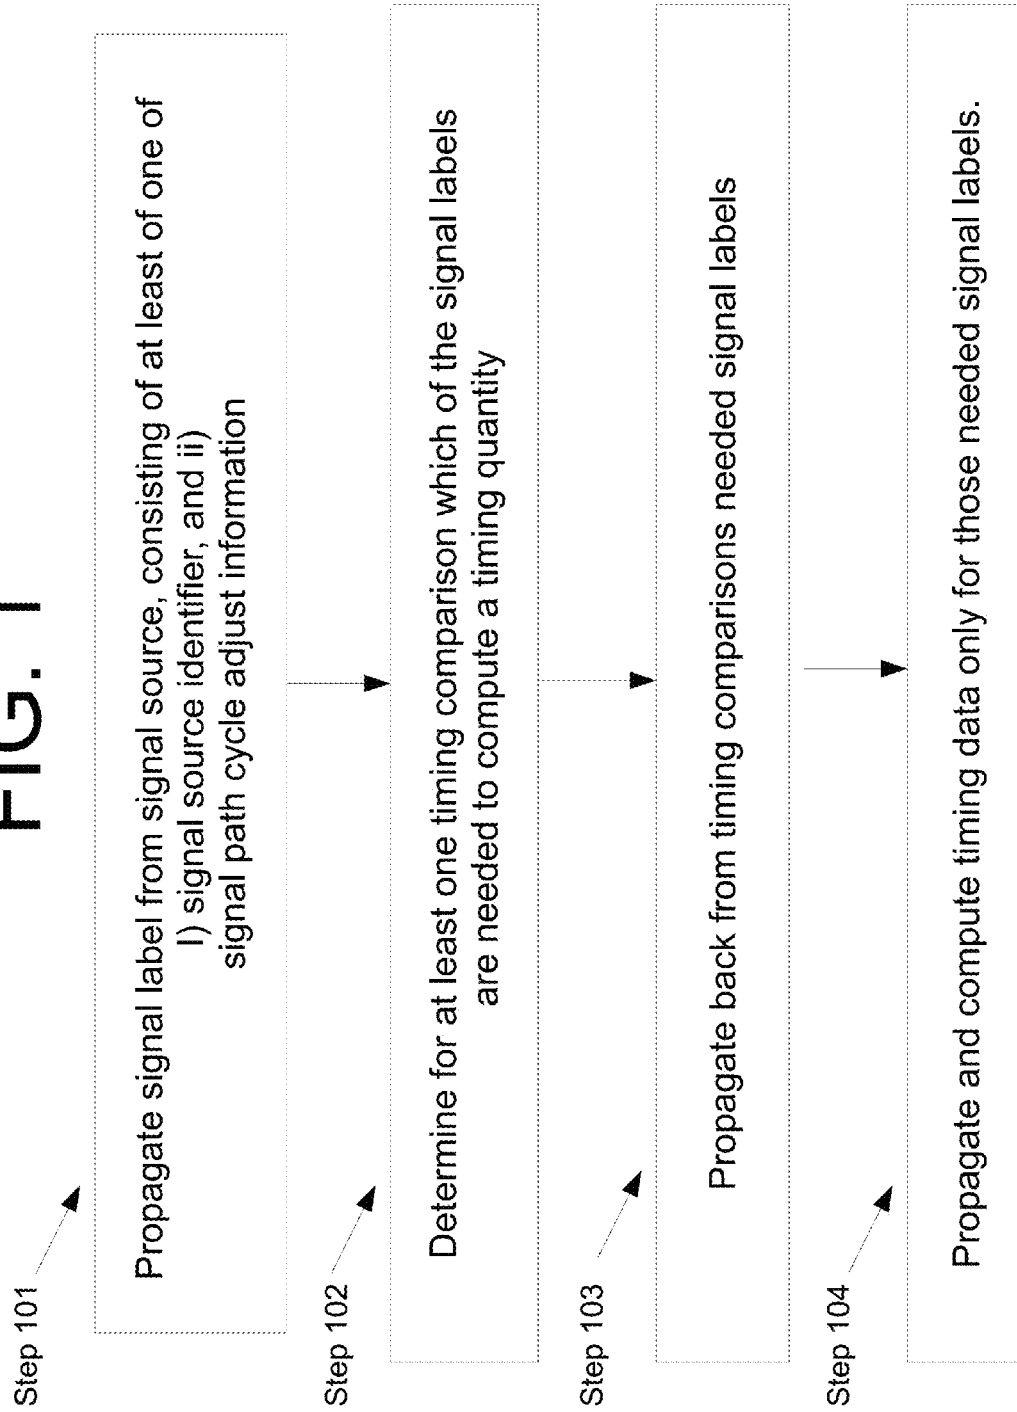 FIG. 1
Step 101
Propagate signal label from signal source, consisting of at least of one of
I) signal source identifier, and ii)
signal path cycle adjust information
Step 102
Determine for at least one timing comparison which of the signal labels
are needed to compute a timing quantity
Step 103
Propagate back from timing comparisons needed signal labels
Step 104
Propagate and compute timing data only for those needed signal labels.